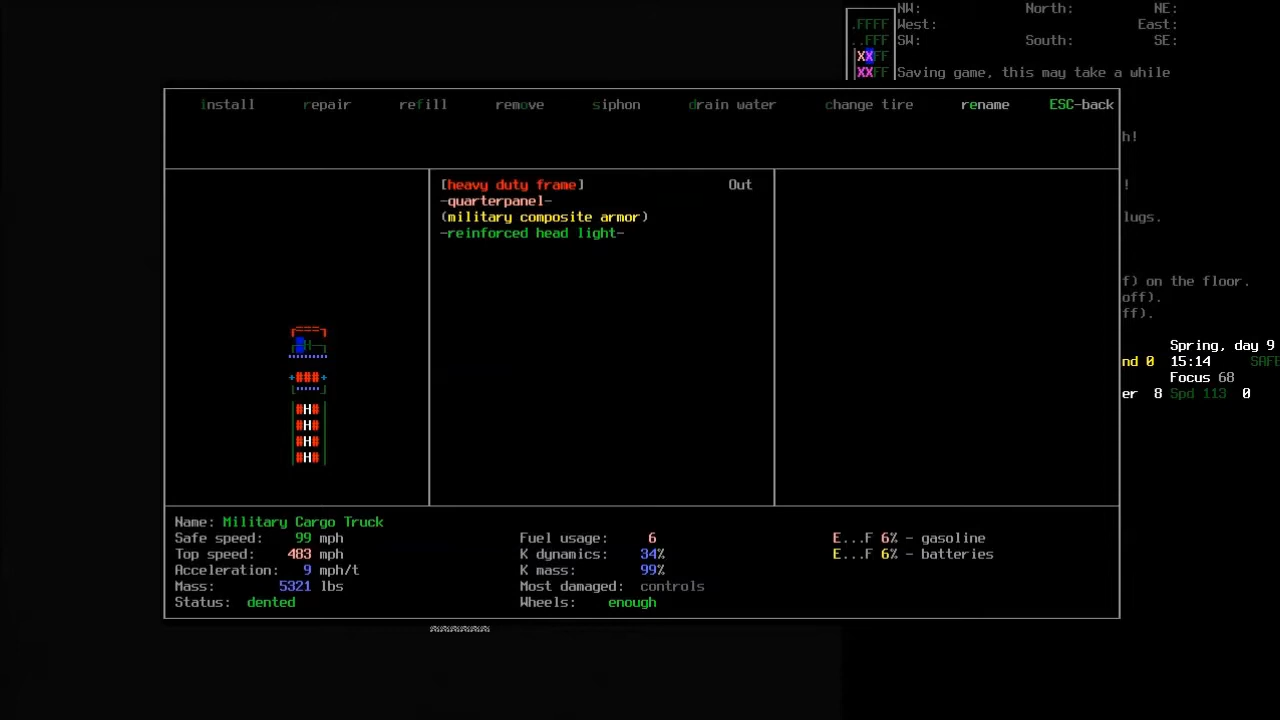 NW: North: NE:
.FFFF West: East:
..FFF SW: South: SE:
XXFF
XXFF Saving game, this may take a while
install repair refill remove siphon drain water change tire rename ESC-back
h!
[heavy duty frame] Out !
-quarterpanel-
(military composite armor) lugs.
-reinforced head light-
f) on the floor.
off).
ff).
┌===┐
H Spring, day 9
nd 0 15:14 SAFE
+###+ Focus 68
er 8 Spd 113 0
#H#
#H#
#H#
#H#
Name: Military Cargo Truck
Safe speed: 99 mph Fuel usage: 6 E...F 6% - gasoline
Top speed: 483 mph K dynamics: 34% E...F 6% - batteries
Acceleration: 9 mph/t K mass: 99%
Mass: 5321 lbs Most damaged: controls
Status: dented Wheels: enough